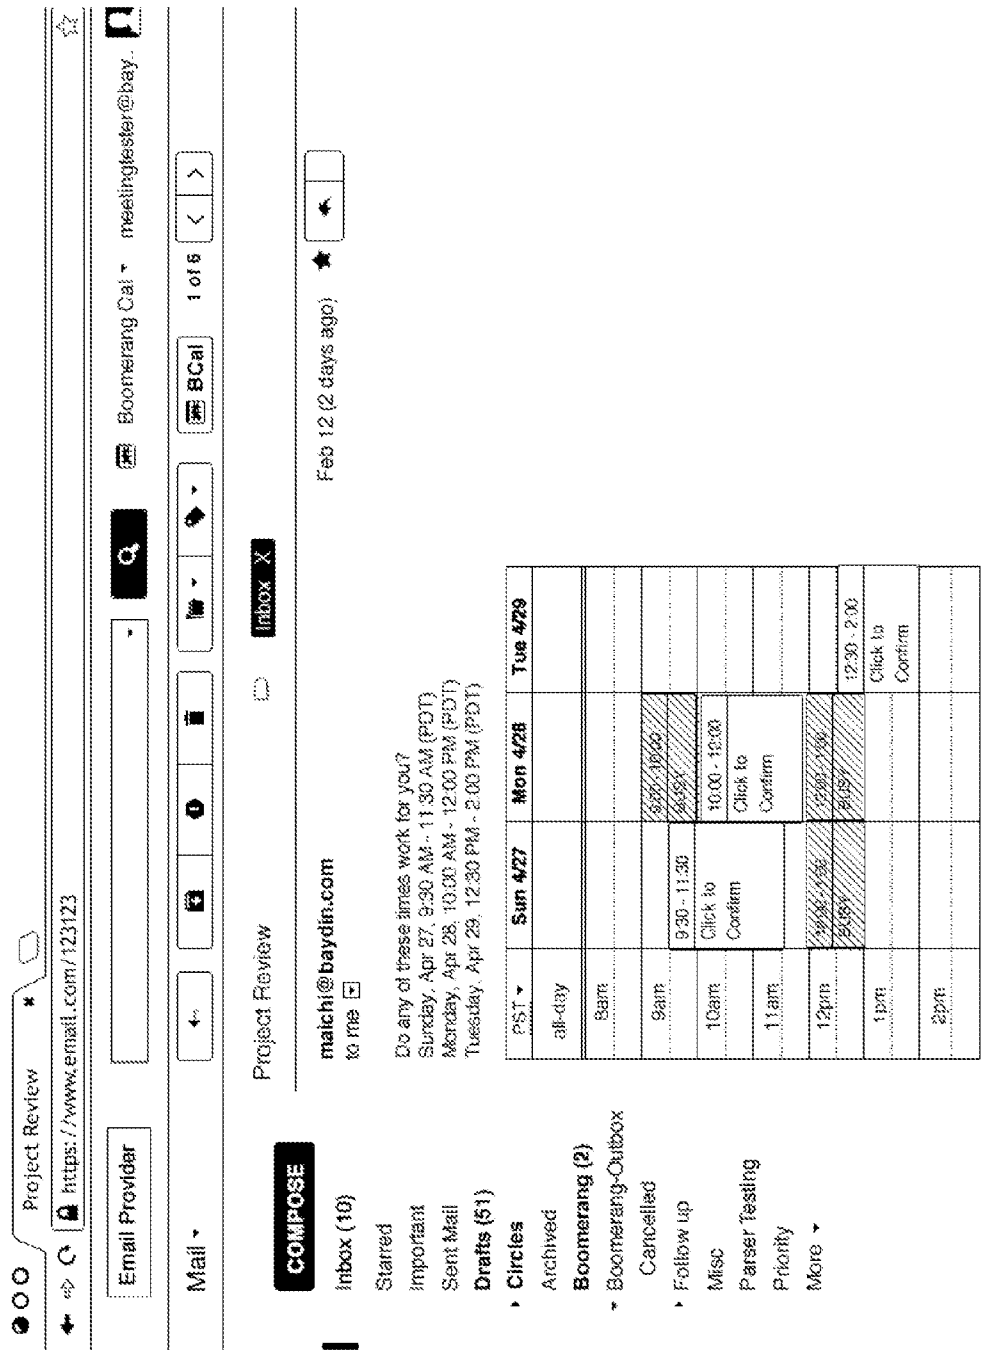 Project Review
https://www.email.com/123123
Email Provider
Boomerang Cal
meetingtester@bay..
Mail
BCal
1 of 6
COMPOSE
Inbox (10)
Starred
Important
Sent Mail
Drafts (51)
Circles
Archived
Boomerang (2)
Boomerang-Outbox
Cancelled
Follow up
Misc
Parser Testing
Priority
More
Project Review
Inbox X
maichi@baydin.com
Feb 12 (2 days ago)
to me
Do any of these times work for you?
Sunday, Apr 27, 9:30 AM - 11:30 AM (PDT)
Monday, Apr 28, 10:00 AM - 12:00 PM (PDT)
Tuesday, Apr 29, 12:30 PM - 2:00 PM (PDT)
PST Sun 4/27 Mon 4/28 Tue 4/29
all-day
8am
9am
BUSY
9:30 - 11:30
10am
10:00 - 12:00
Click to
Confirm
Click to
Confirm
11am
12pm
BUSY
BUSY
12:30 - 2:00
1pm
Click to
Confirm
2pm